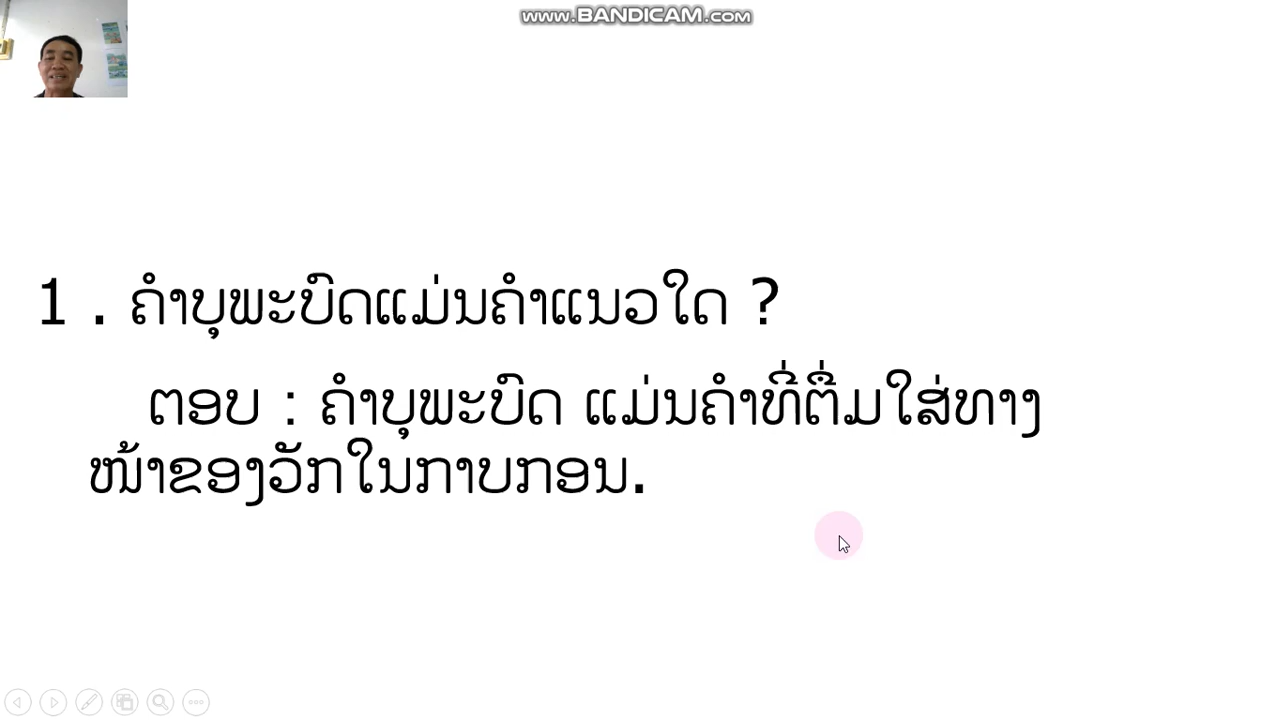 www.BANDICAM.com
1 . ຄຳບຸພະບົດແມ່ນຄຳແນວໃດ ?
ຕອບ : ຄຳບຸພະບົດ ແມ່ນຄຳທີ່ຕື່ມໃສ່ທາງ
ໜ້າຂອງວັກໃນກາບກອນ.